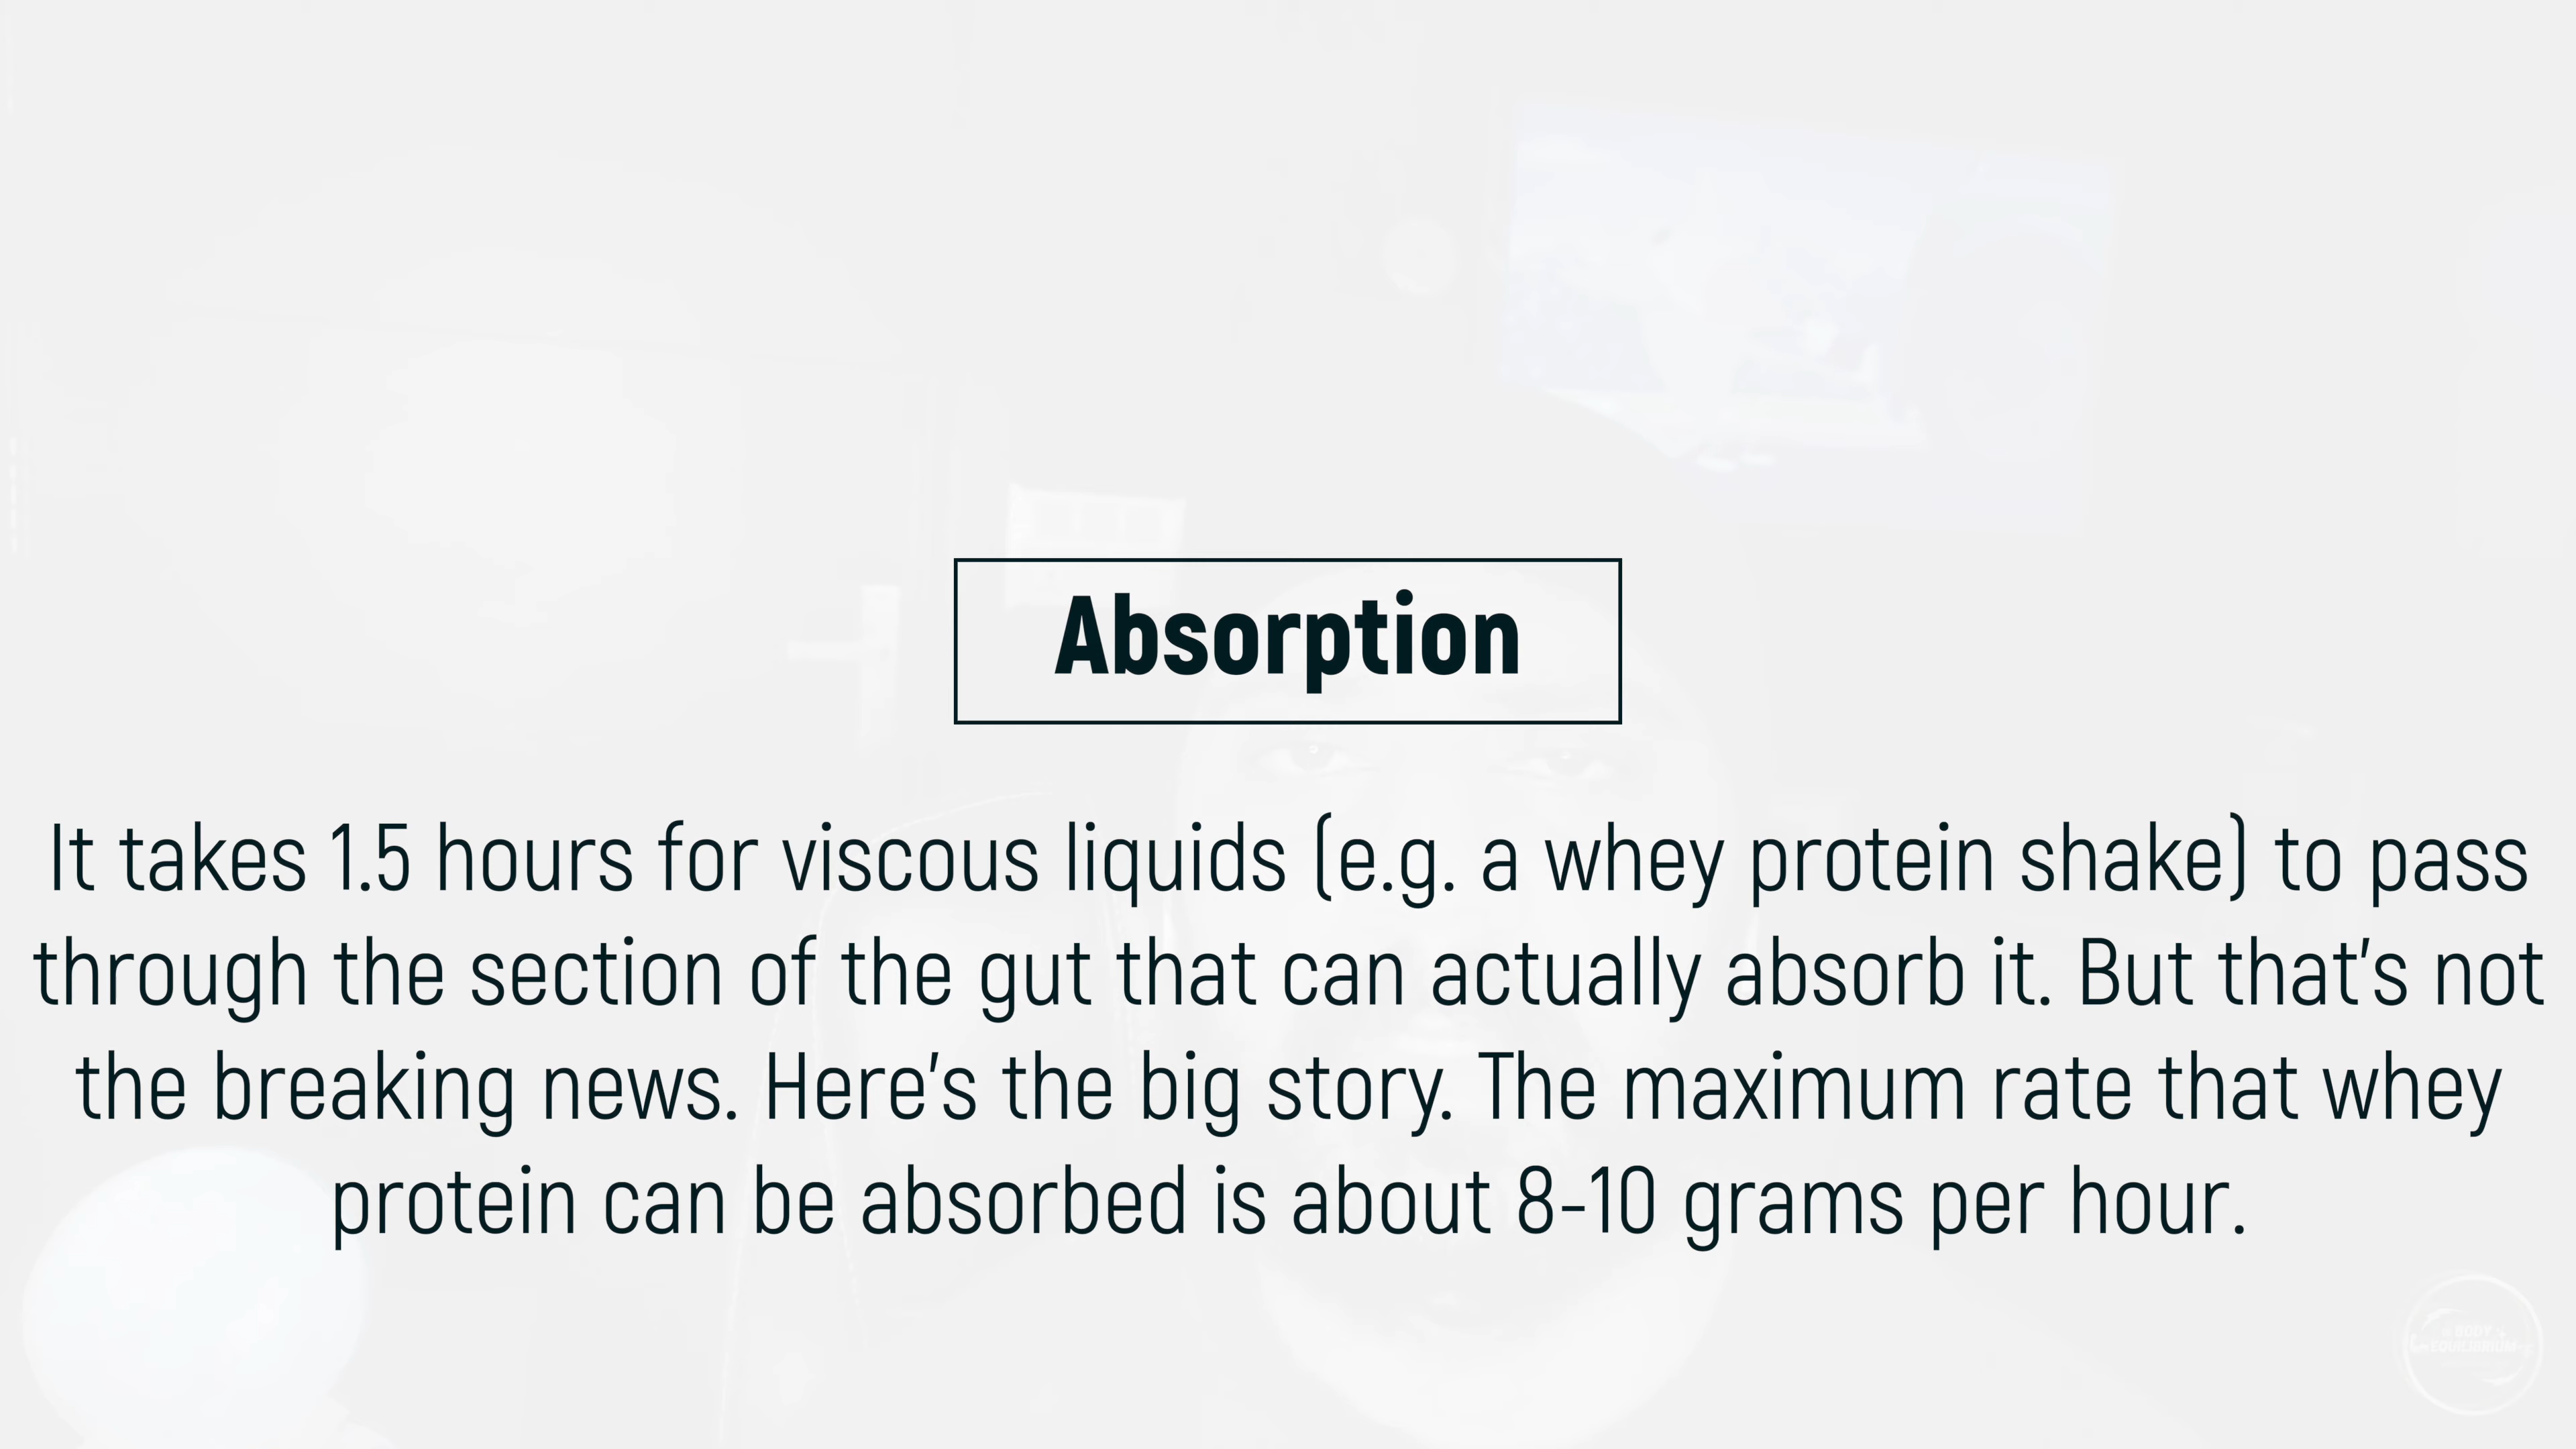 Absorption
It takes 1.5 hours for viscous liquids (e.g. a whey protein shake) to pass
through the section of the gut that can actually absorb it. But that's not
the breaking news. Here's the big story. The maximum rate that whey
protein can be absorbed is about 8-10 grams per hour.
BODY
EQUILIBRIUM